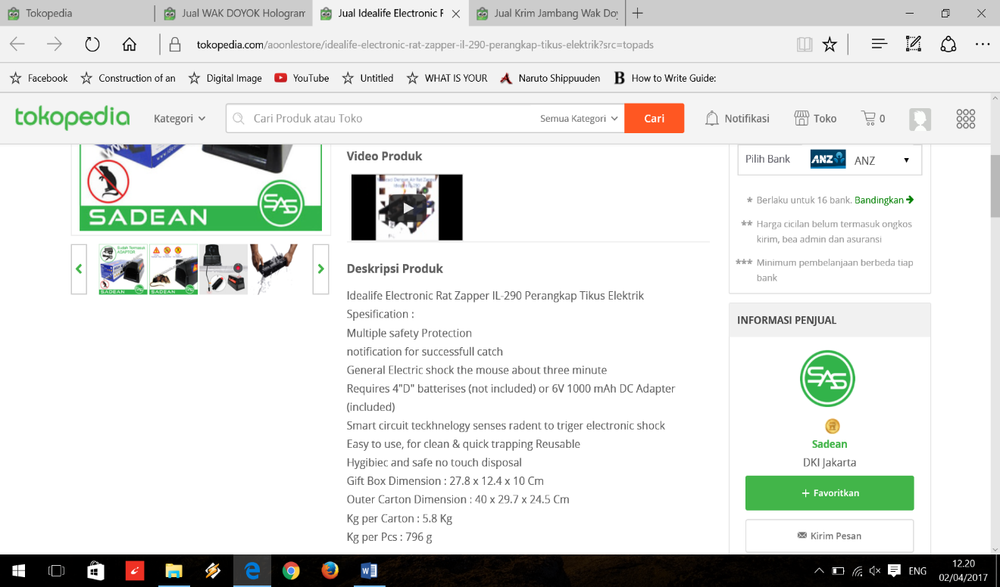 Tokopedia
Jual WAK DOYOK Hologram
Jual Idealife Electronic R
Jual Krim Jambang Wak Doy
tokopedia.com/aoonlestore/idealife-electronic-rat-zapper-il-290-perangkap-tikus-elektrik?src=topads
Facebook
Construction of an
Digital Image
YouTube
Untitled
WHAT IS YOUR
Naruto Shippuuden
B How to Write Guide:
tokopedia
Kategori
Cari Produk atau Toko
Semua Kategori
Cari
Notifikasi
Toko
0
SAS
SADEAN
Sudah Termasuk
ADAPTOR
SADEAN
SADEAN
Video Produk
Deskripsi Produk
Idealife Electronic Rat Zapper IL-290 Perangkap Tikus Elektrik
Spesification :
Multiple safety Protection
notification for successfull catch
General Electric shock the mouse about three minute
Requires 4"D" batterises (not included) or 6V 1000 mAh DC Adapter
(included)
Smart circuit teckhnelogy senses radent to triger electronic shock
Easy to use, for clean & quick trapping Reusable
Hygibiec and safe no touch disposal
Gift Box Dimension : 27.8 x 12.4 x 10 Cm
Outer Carton Dimension : 40 x 29.7 x 24.5 Cm
Kg per Carton : 5.8 Kg
Kg per Pcs : 796 g
Pilih Bank
ANZ
ANZ
* Berlaku untuk 16 bank. Bandingkan
** Harga cicilan belum termasuk ongkos
kirim, bea admin dan asuransi
*** Minimum pembelanjaan berbeda tiap
bank
INFORMASI PENJUAL
SAS
Sadean
DKI Jakarta
+ Favoritkan
Kirim Pesan
ENG
12.20
02/04/2017